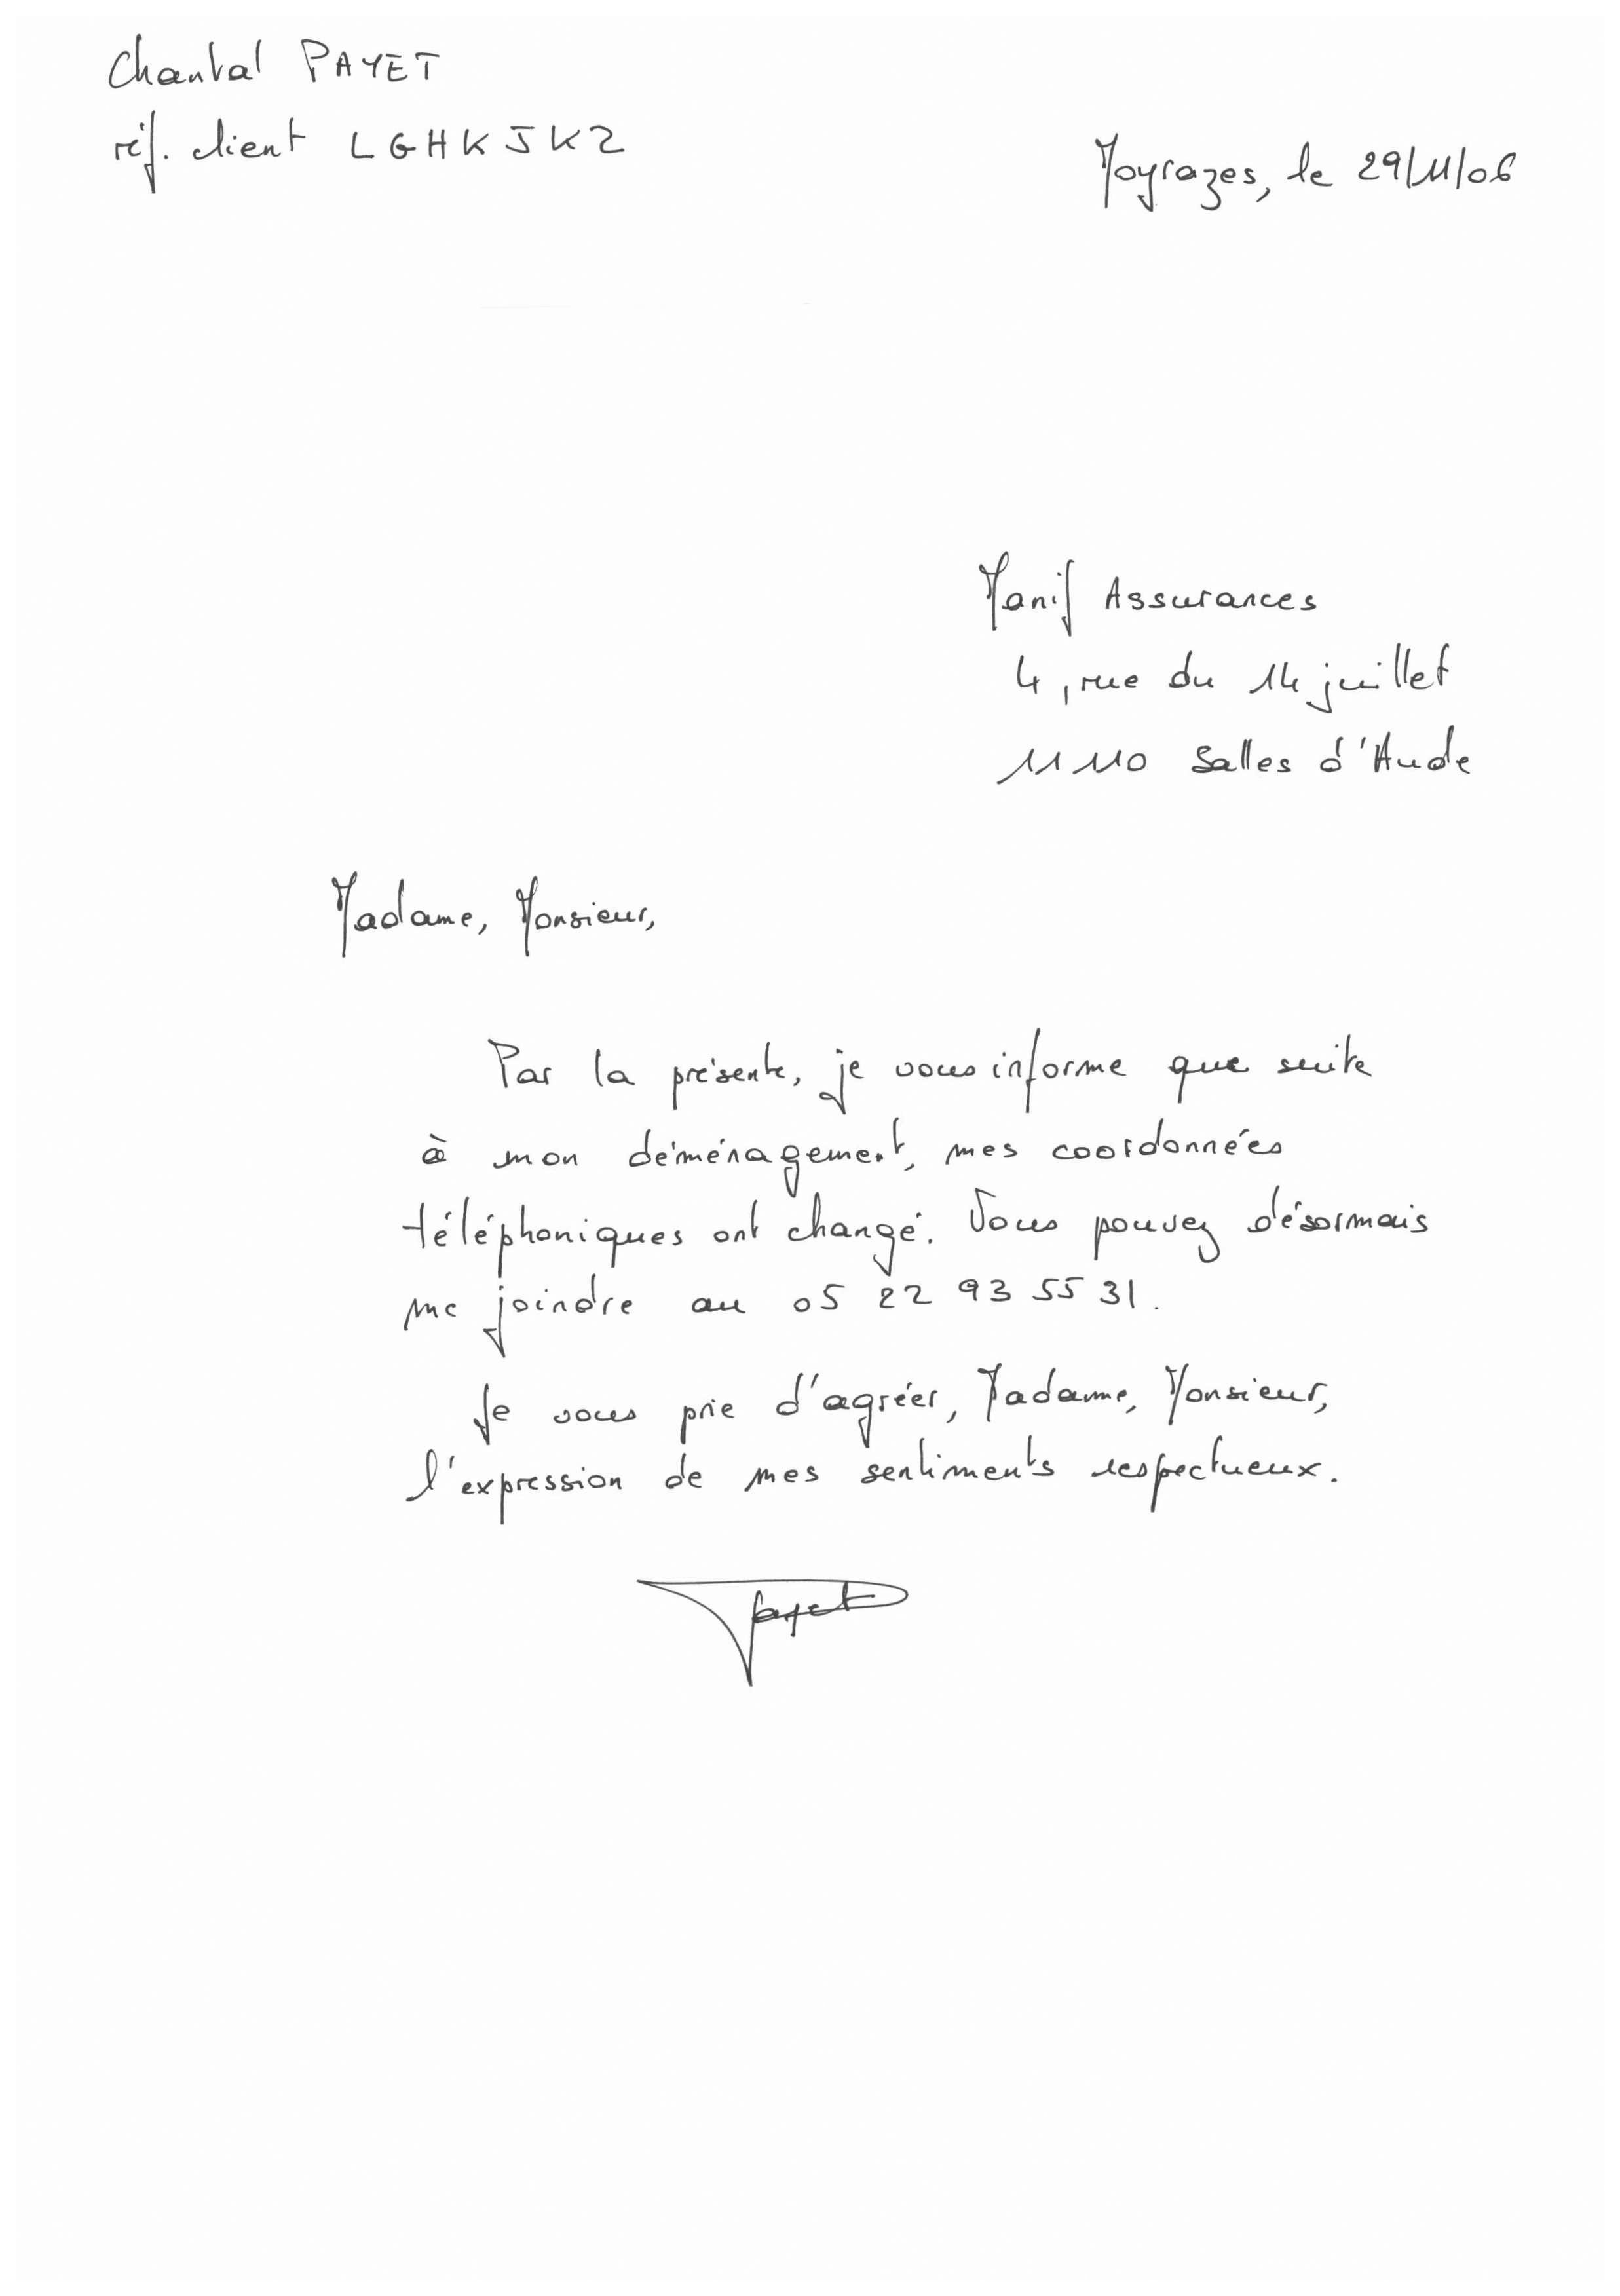 Chantal PAYET
réf. client LGHKJKZ
Moyrazes, le 29/11/06
Manif Assurances
4, rue du 14 juillet
11110 Salles d'Aude
Madame, Monsieur,
Par la présente, je vous informe que suite
à mon déménagement, mes coordonnées
téléphoniques ont changé. Vous pouvez désormais
me joindre au 05 22 93 55 31.
Je vous prie d'agréer, Madame, Monsieur,
l'expression de mes sentiments respectueux.
Payet